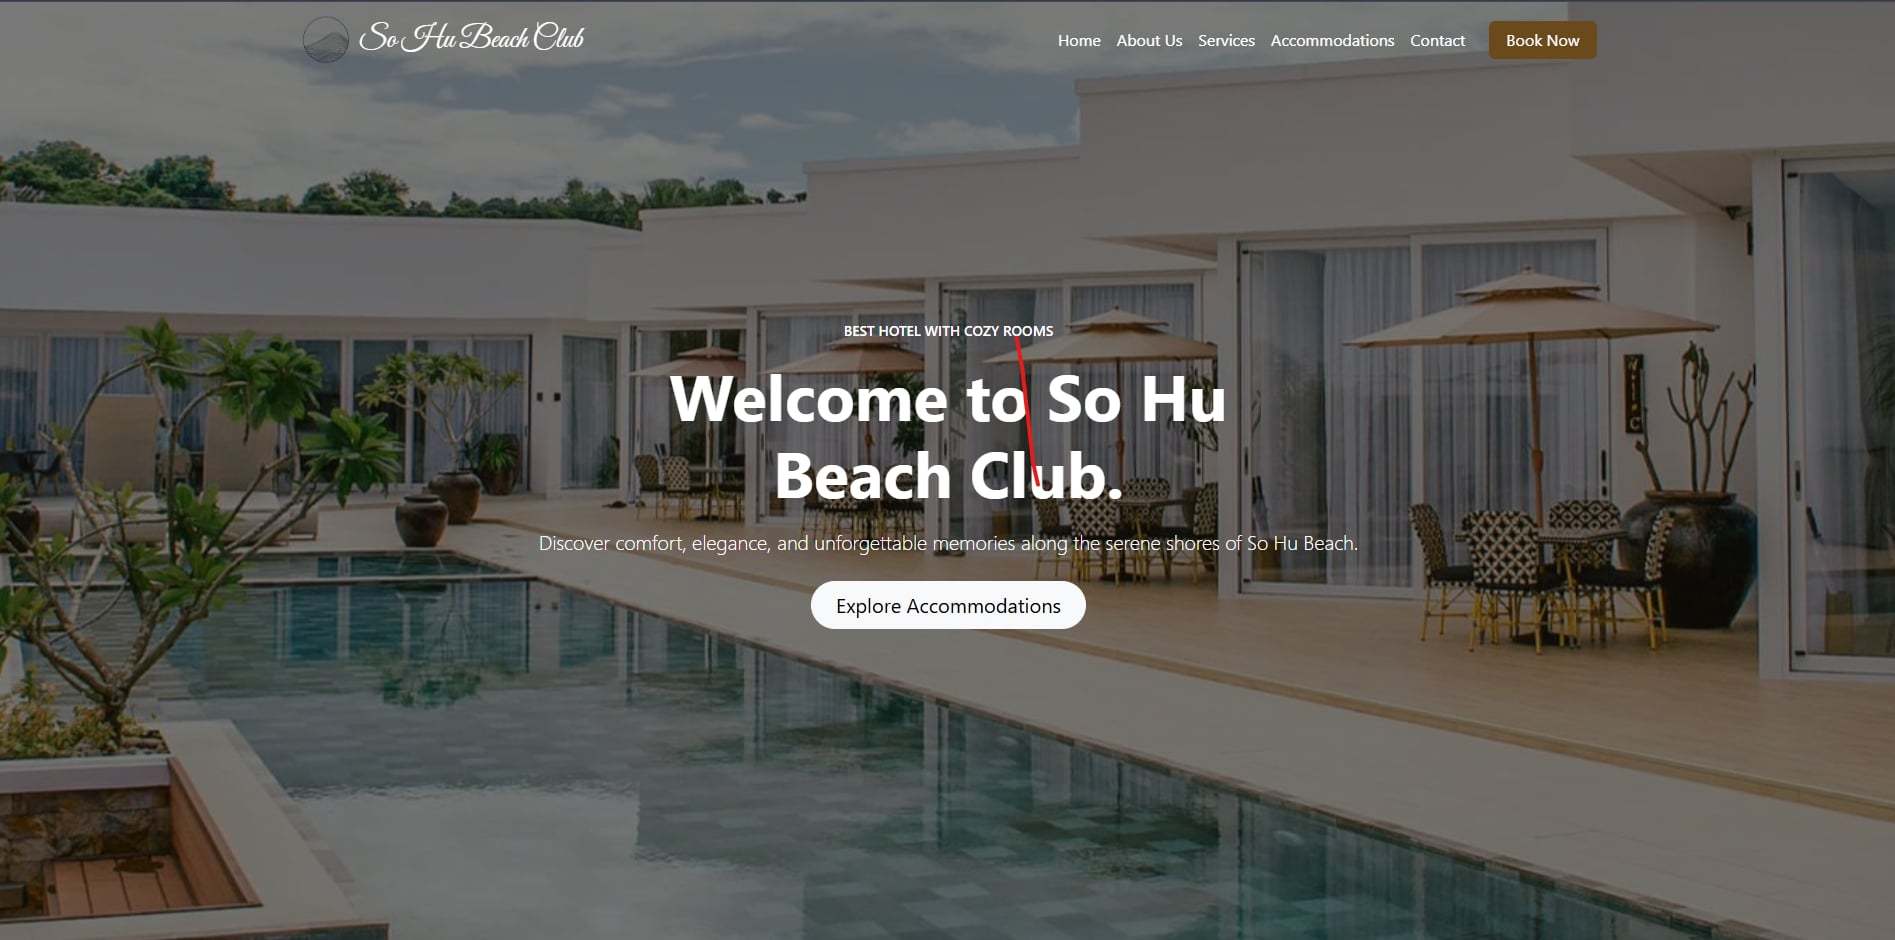 So Hu Beach Club
Home About Us Services Accommodations Contact Book Now
BEST HOTEL WITH COZY ROOMS
Welcome to So Hu
Beach Club.
Discover comfort, elegance, and unforgettable memories along the serene shores of So Hu Beach.
Explore Accommodations